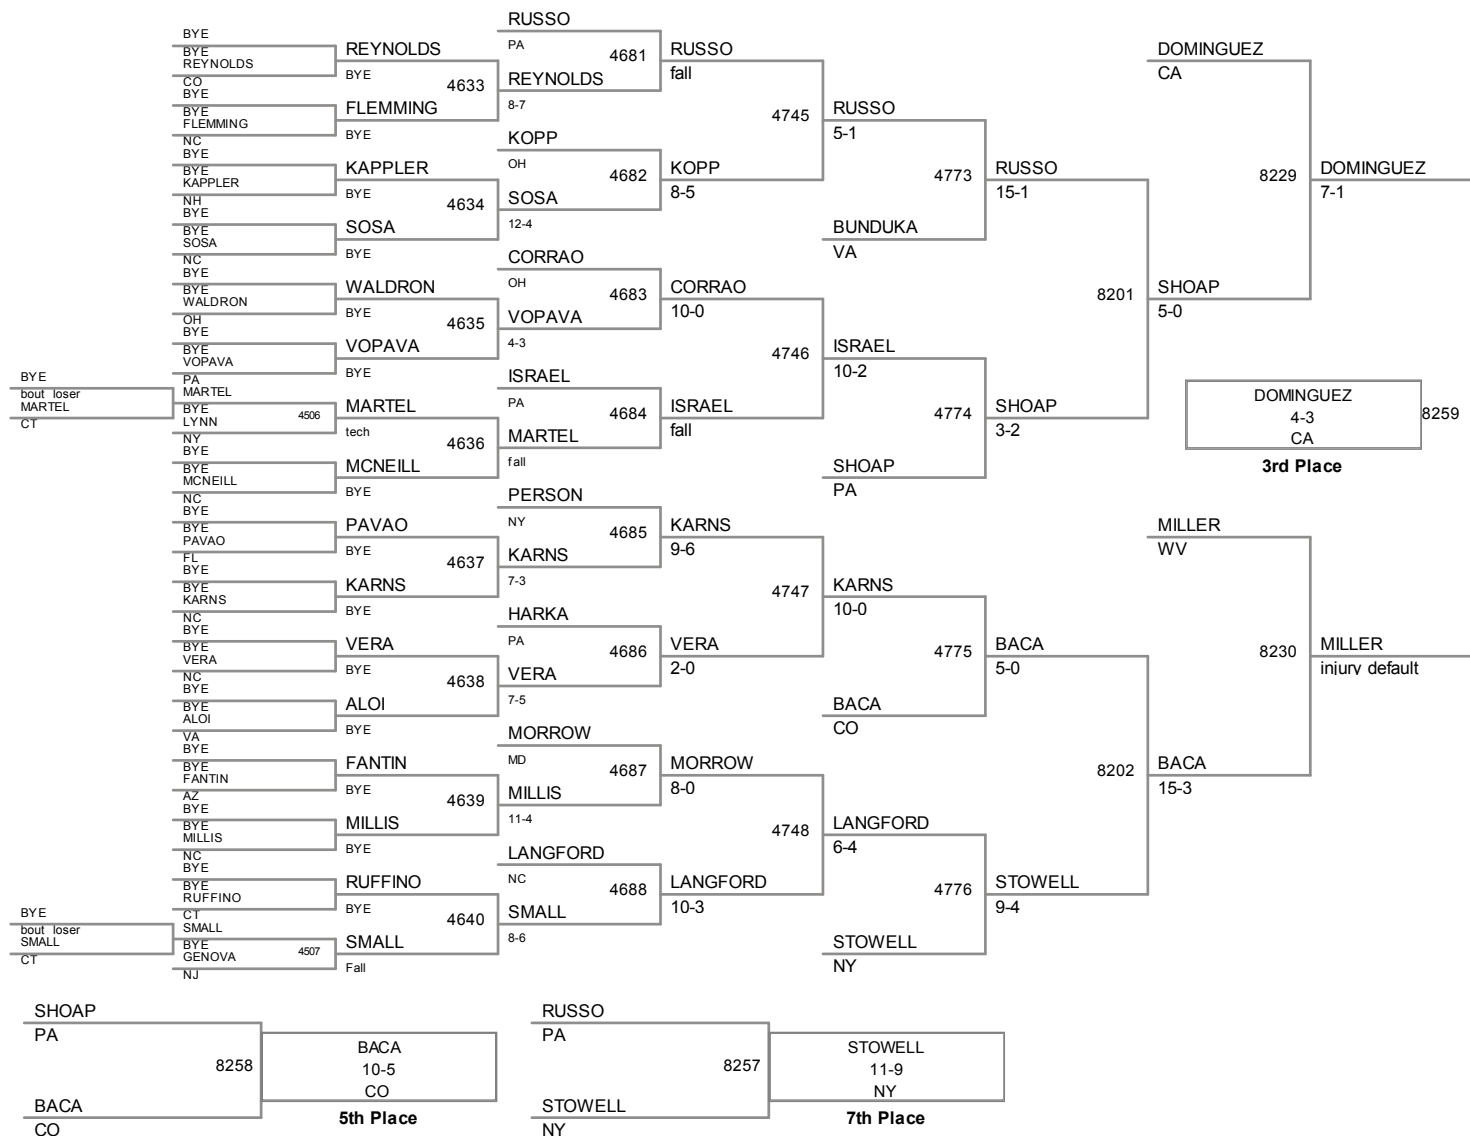 BYE
bout loser
MARTEL
CT
BYE
bout loser
SMALL
CT
BYE
BYE
REYNOLDS
CO
BYE
BYE
FLEMMING
NC
BYE
BYE
KAPPLER
NH
BYE
BYE
SOSA
NC
BYE
BYE
WALDRON
OH
BYE
BYE
VOPAVA
PA
MARTEL
BYE
LYNN
4506
NY
BYE
BYE
MCNEILL
NC
BYE
BYE
PAVAO
FL
BYE
BYE
KARNS
NC
BYE
BYE
VERA
NC
BYE
BYE
ALOI
VA
BYE
BYE
FANTIN
AZ
BYE
BYE
MILLIS
NC
BYE
BYE
RUFFINO
CT
SMALL
BYE
GENOVA
4507
NJ
REYNOLDS
BYE
4633
FLEMMING
BYE
KAPPLER
BYE
4634
SOSA
BYE
WALDRON
BYE
4635
VOPAVA
BYE
MARTEL
tech
4636
MCNEILL
BYE
PAVAO
BYE
4637
KARNS
BYE
VERA
BYE
4638
ALOI
BYE
FANTIN
BYE
4639
MILLIS
BYE
RUFFINO
BYE
4640
SMALL
Fall
RUSSO
PA
4681
REYNOLDS
8-7
KOPP
OH
4682
SOSA
12-4
CORRAO
OH
4683
VOPAVA
4-3
ISRAEL
PA
4684
MARTEL
fall
PERSON
NY
4685
KARNS
7-3
HARKA
PA
4686
VERA
7-5
MORROW
MD
4687
MILLIS
11-4
LANGFORD
NC
4688
SMALL
8-6
RUSSO
fall
4745
KOPP
8-5
CORRAO
10-0
4746
ISRAEL
fall
KARNS
9-6
4747
VERA
2-0
MORROW
8-0
4748
LANGFORD
10-3
RUSSO
5-1
4773
BUNDUKA
VA
ISRAEL
10-2
4774
SHOAP
PA
KARNS
10-0
4775
BACA
CO
LANGFORD
6-4
4776
STOWELL
NY
RUSSO
15-1
8201
SHOAP
3-2
BACA
5-0
8202
STOWELL
9-4
DOMINGUEZ
CA
8229
SHOAP
5-0
MILLER
WV
8230
BACA
15-3
DOMINGUEZ
7-1
MILLER
injury default
DOMINGUEZ
4-3
CA
8259
3rd Place
SHOAP
PA
8258
BACA
CO
BACA
10-5
CO
5th Place
RUSSO
PA
8257
STOWELL
NY
STOWELL
11-9
NY
7th Place